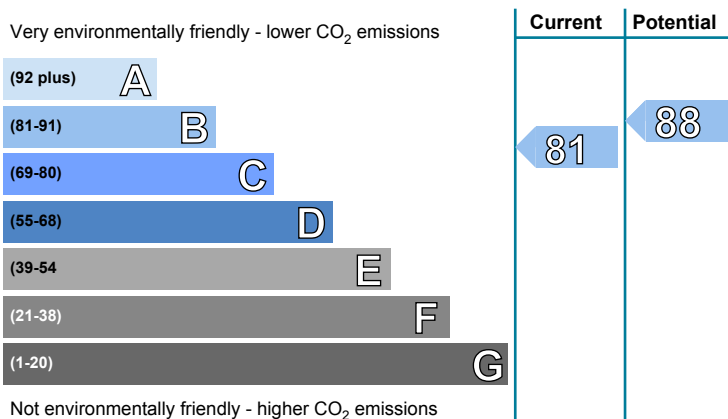 Very environmentally friendly - lower CO2 emissions
Current
Potential
(92 plus) A
(81-91) B
(69-80) C
(55-68) D
(39-54 E
(21-38) F
(1-20) G
81
88
Not environmentally friendly - higher CO2 emissions